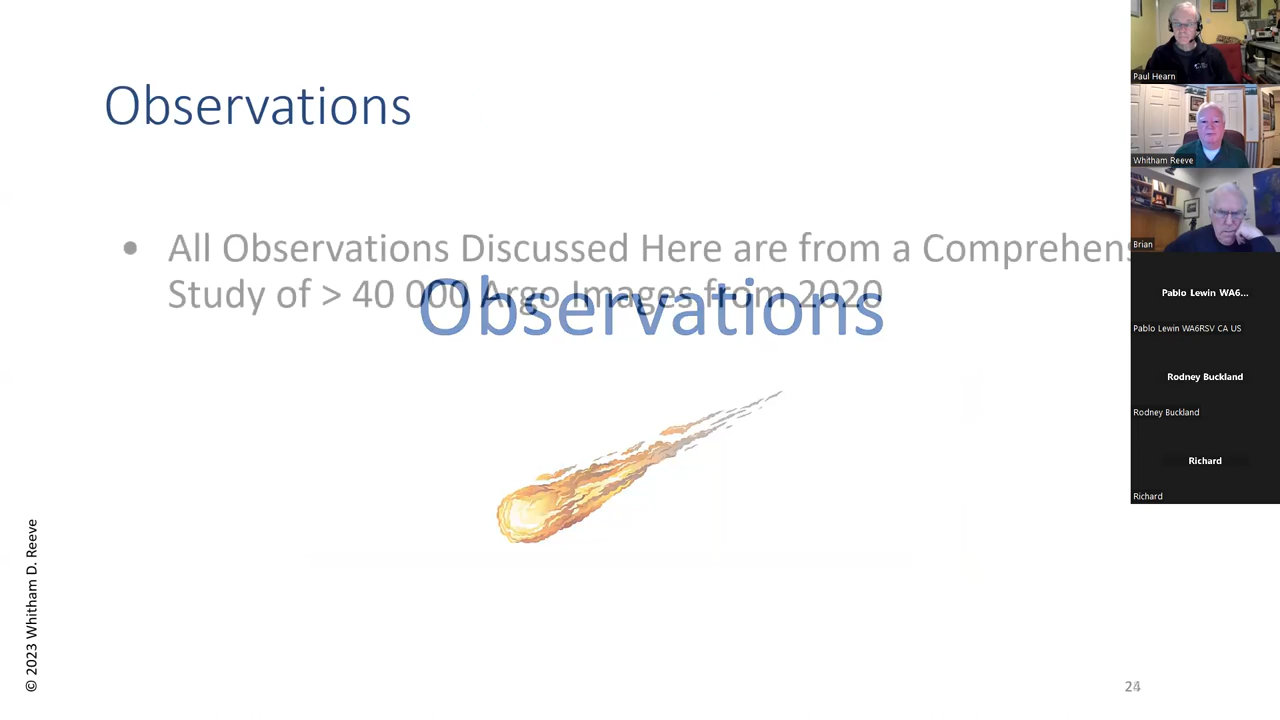 Observations
• All Observations Discussed Here are from a Comprehens
Study of > 40 000 Argo Images from 2020
Observations
© 2023 Whitham D. Reeve
Paul Hearn
Whitham Reeve
Brian
Pablo Lewin WA6...
Pablo Lewin WA6RSV CA US
Rodney Buckland
Rodney Buckland
Richard
Richard